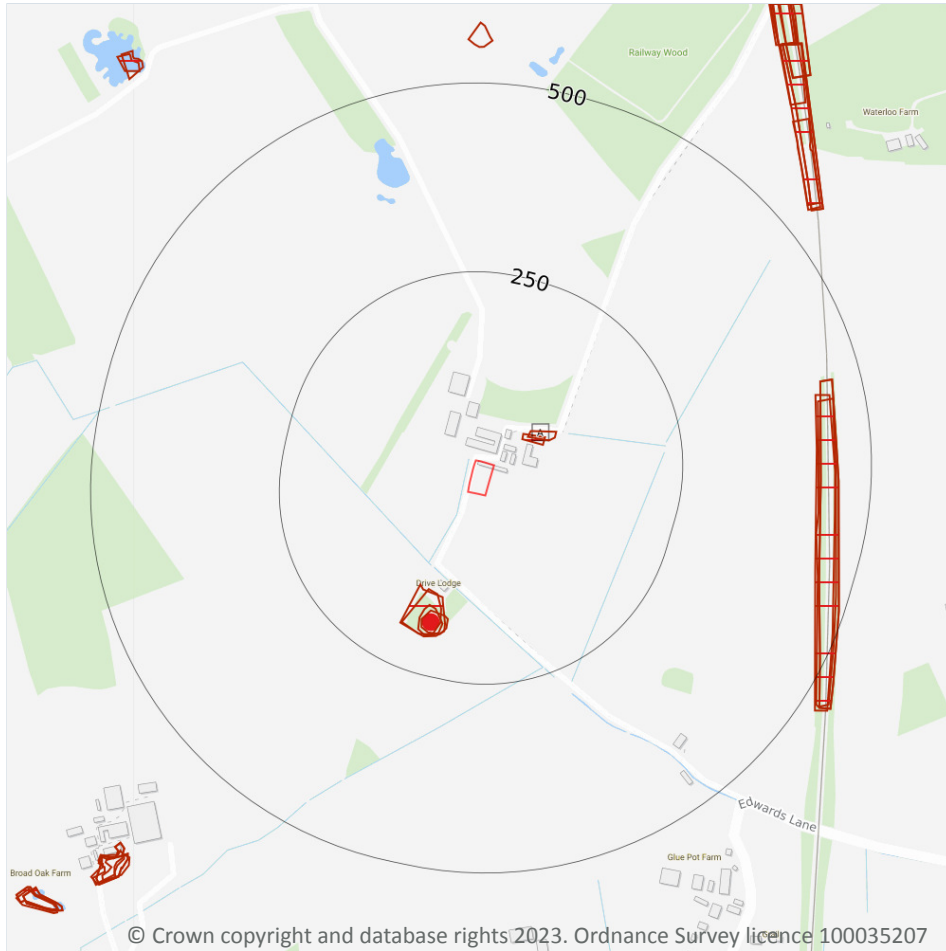 Railway Wood
500
Waterloo Farm
250
A
Drive Lodge
Edwards Lane
Glue Pot Farm
Broad Oak Farm
© Crown copyright and database rights 2023. Ordnance Survey licence 100035207